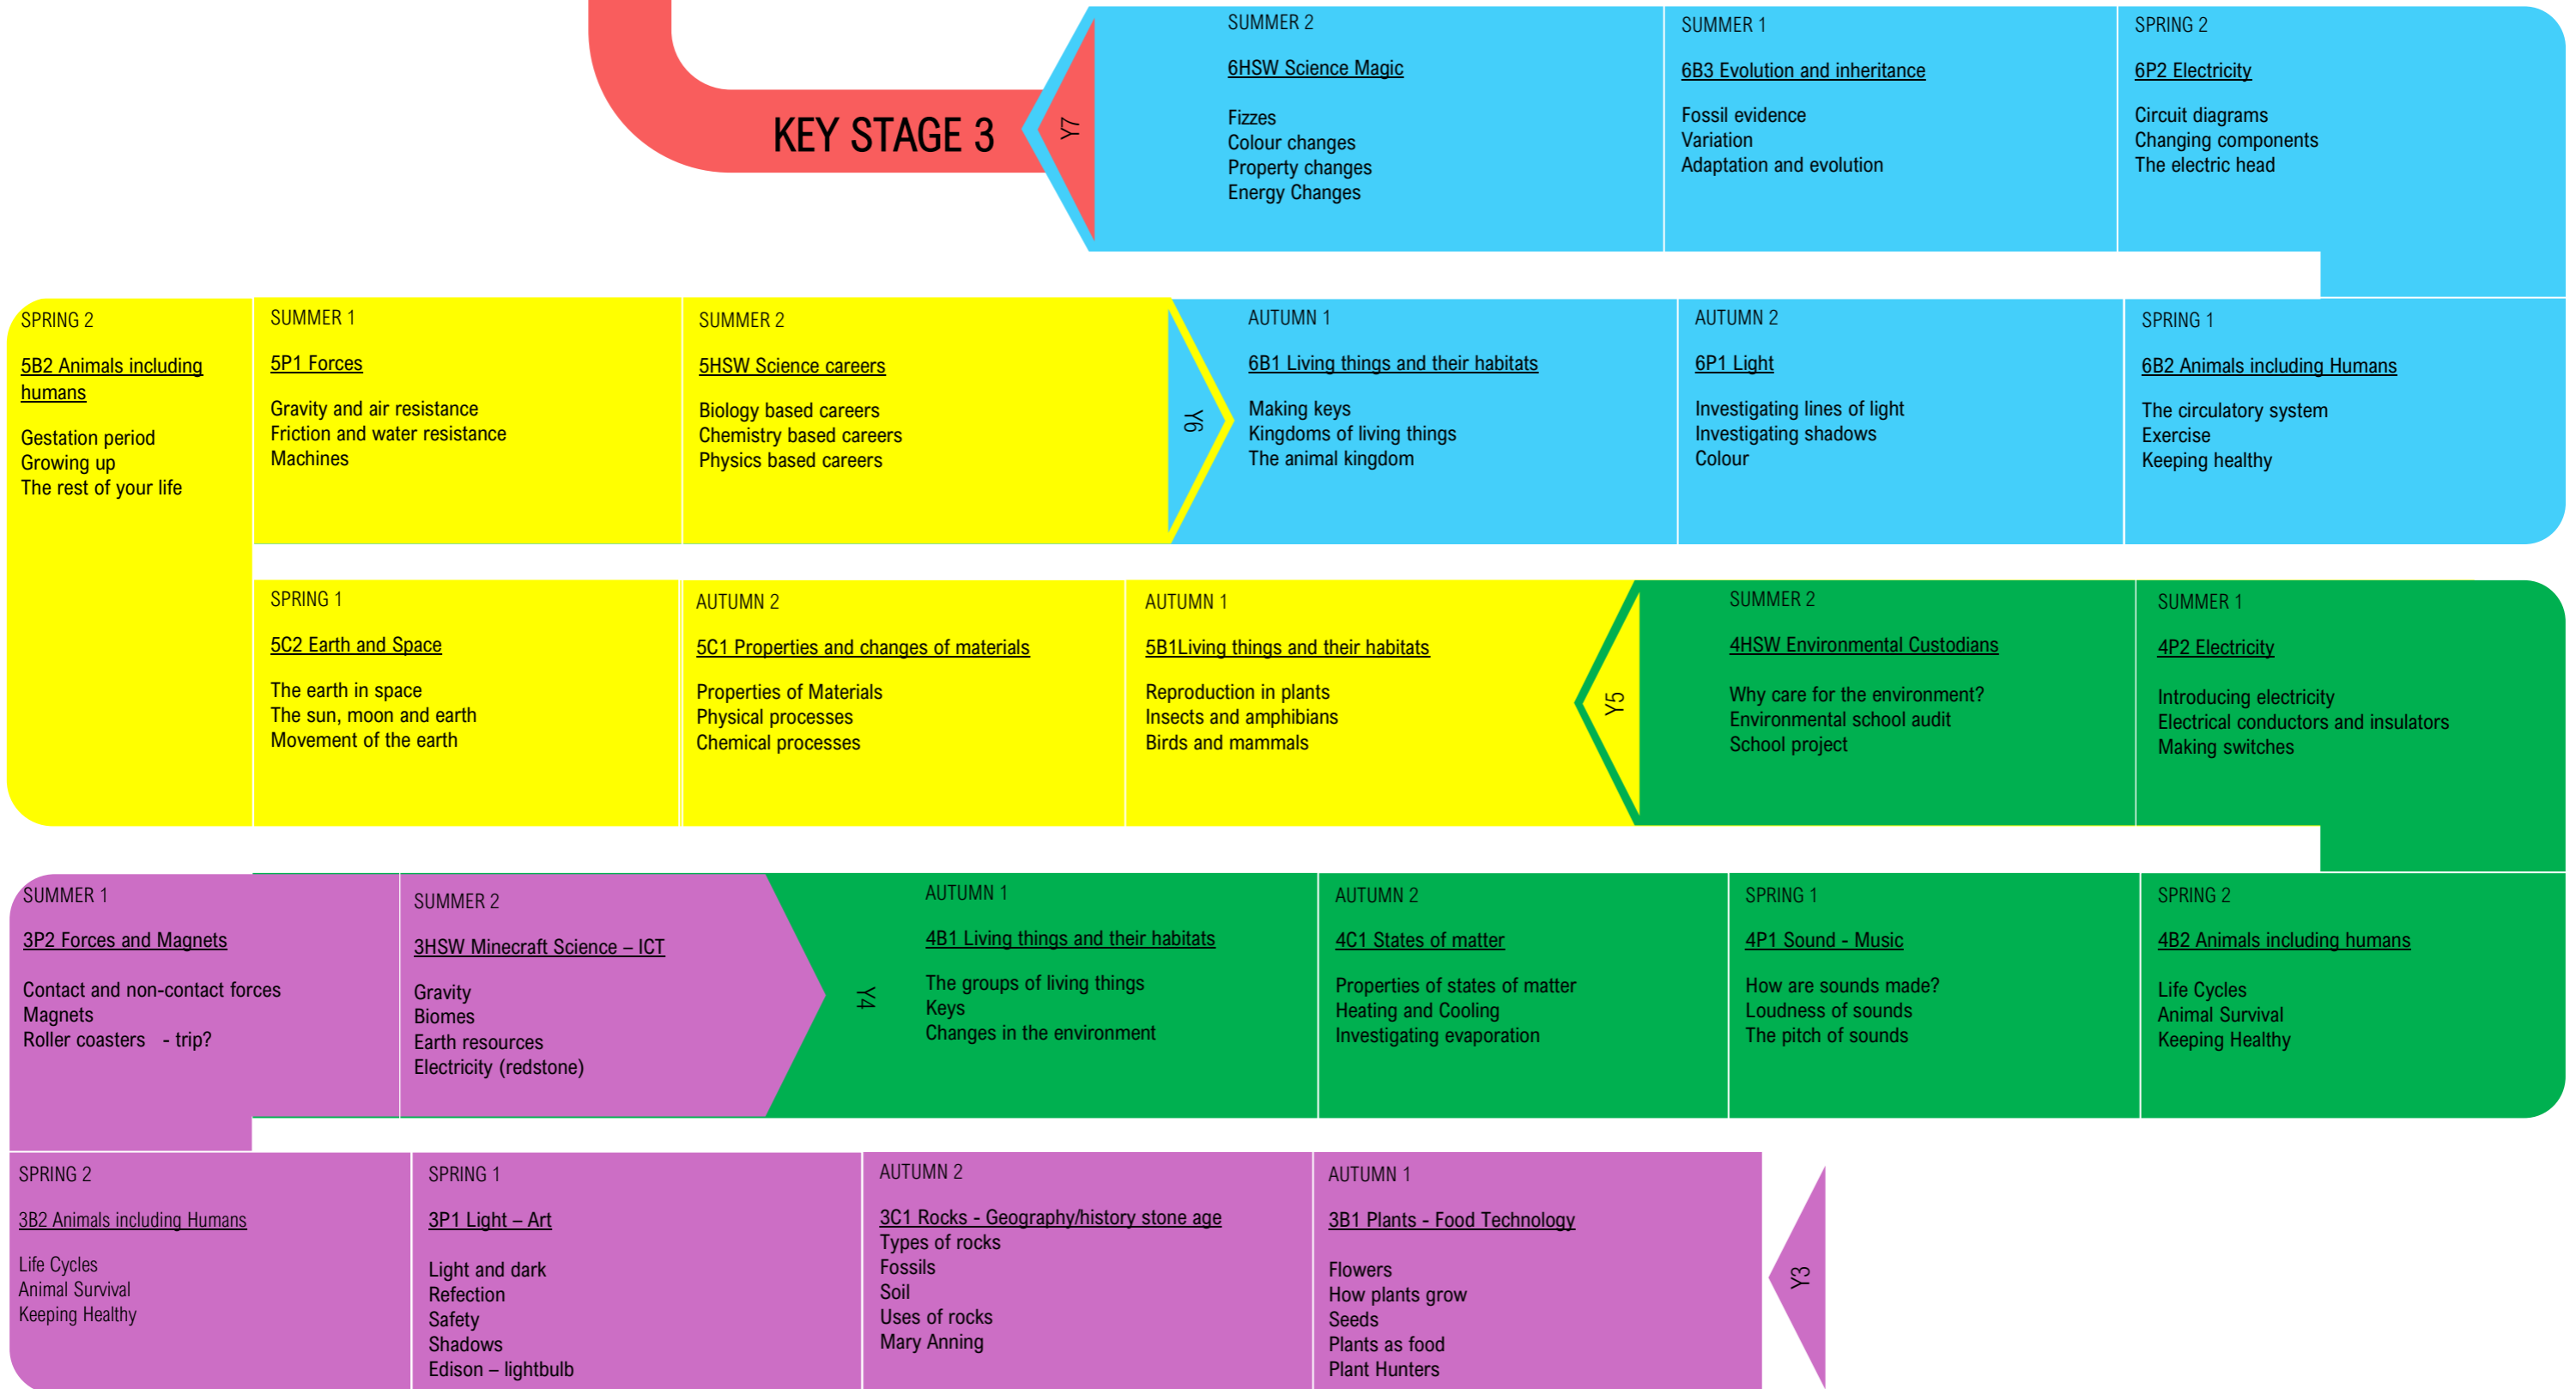 KEY STAGE 3
Y7
SUMMER 2
6HSW Science Magic
Fizzes
Colour changes
Property changes
Energy Changes
SUMMER 1
6B3 Evolution and inheritance
Fossil evidence
Variation
Adaptation and evolution
SPRING 2
6P2 Electricity
Circuit diagrams
Changing components
The electric head
SPRING 2
5B2 Animals including
humans
Gestation period
Growing up
The rest of your life
SUMMER 1
5P1 Forces
Gravity and air resistance
Friction and water resistance
Machines
SUMMER 2
5HSW Science careers
Biology based careers
Chemistry based careers
Physics based careers
Y6
AUTUMN 1
6B1 Living things and their habitats
Making keys
Kingdoms of living things
The animal kingdom
AUTUMN 2
6P1 Light
Investigating lines of light
Investigating shadows
Colour
SPRING 1
6B2 Animals including Humans
The circulatory system
Exercise
Keeping healthy
SPRING 1
5C2 Earth and Space
The earth in space
The sun, moon and earth
Movement of the earth
AUTUMN 2
5C1 Properties and changes of materials
Properties of Materials
Physical processes
Chemical processes
AUTUMN 1
5B1Living things and their habitats
Reproduction in plants
Insects and amphibians
Birds and mammals
Y5
SUMMER 2
4HSW Environmental Custodians
Why care for the environment?
Environmental school audit
School project
SUMMER 1
4P2 Electricity
Introducing electricity
Electrical conductors and insulators
Making switches
SUMMER 1
3P2 Forces and Magnets
Contact and non-contact forces
Magnets
Roller coasters - trip?
SUMMER 2
3HSW Minecraft Science – ICT
Gravity
Biomes
Earth resources
Electricity (redstone)
Y4
AUTUMN 1
4B1 Living things and their habitats
The groups of living things
Keys
Changes in the environment
AUTUMN 2
4C1 States of matter
Properties of states of matter
Heating and Cooling
Investigating evaporation
SPRING 1
4P1 Sound - Music
How are sounds made?
Loudness of sounds
The pitch of sounds
SPRING 2
4B2 Animals including humans
Life Cycles
Animal Survival
Keeping Healthy
SPRING 2
3B2 Animals including Humans
Life Cycles
Animal Survival
Keeping Healthy
SPRING 1
3P1 Light – Art
Light and dark
Refection
Safety
Shadows
Edison – lightbulb
AUTUMN 2
3C1 Rocks - Geography/history stone age
Types of rocks
Fossils
Soil
Uses of rocks
Mary Anning
AUTUMN 1
3B1 Plants - Food Technology
Flowers
How plants grow
Seeds
Plants as food
Plant Hunters
Y3